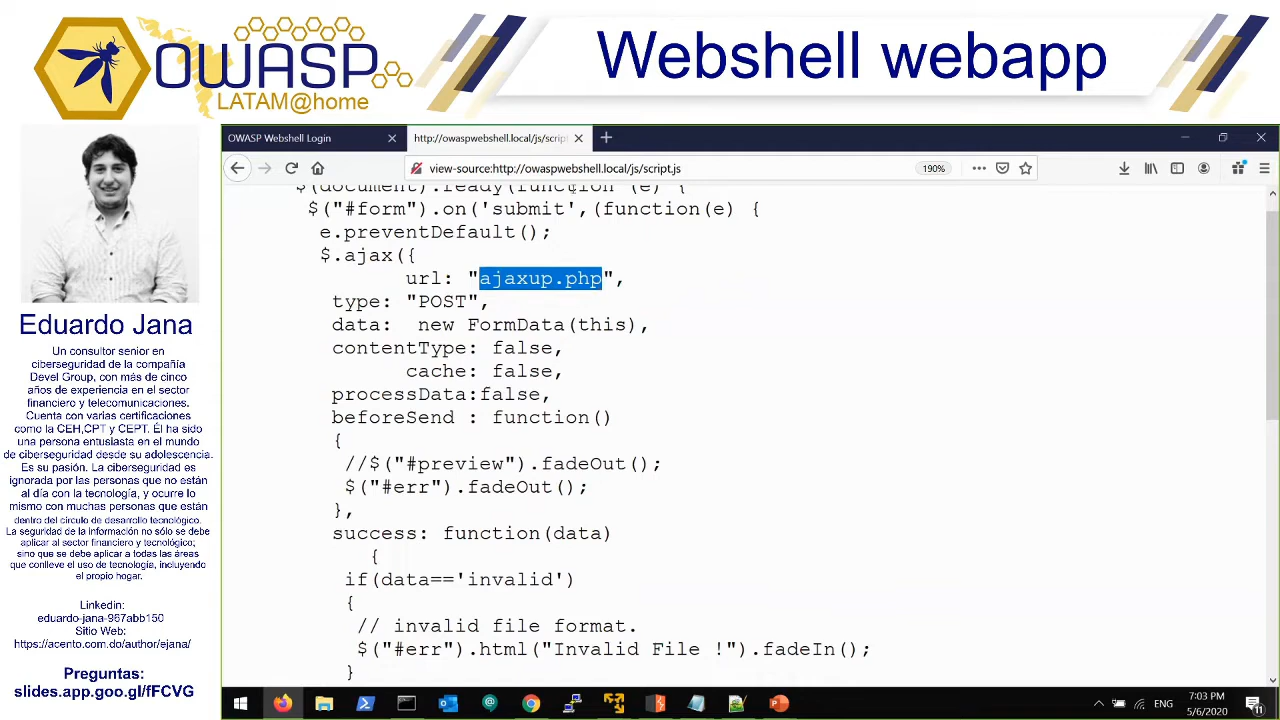 OWASP
LATAM@home
Webshell webapp
OWASP Webshell Login
http://owaspwebshell.local/js/script
view-source:http://owaspwebshell.local/js/script.js
190%
$(document).ready(function (e) {
$("#form").on('submit',(function(e) {
e.preventDefault();
$.ajax({
url: "ajaxup.php",
type: "POST",
data:  new FormData(this),
contentType: false,
cache: false,
processData:false,
beforeSend : function()
{
//$("#preview").fadeOut();
$("#err").fadeOut();
},
success: function(data)
{
if(data=='invalid')
{
// invalid file format.
$("#err").html("Invalid File !").fadeIn();
}
Eduardo Jana
Un consultor senior en
ciberseguridad de la compañía
Devel Group, con más de cinco
años de experiencia en el sector
financiero y telecomunicaciones.
Cuenta con varias certificaciones
como la CEH,CPT y CEPT. Él ha sido
una persona entusiasta en el mundo
de ciberseguridad desde su adolescencia.
Es su pasión. La ciberseguridad es
ignorada por las personas que no están
al día con la tecnología, y ocurre lo
mismo con muchas personas que están
dentro del circulo de desarrollo tecnológico.
La seguridad de la información no sólo se debe
aplicar al sector financiero y tecnológico;
sino que se debe aplicar a todas las áreas
que conlleve el uso de tecnología, incluyendo
el propio hogar.
Linkedin:
eduardo-jana-967abb150
Sitio Web:
https://acento.com.do/author/ejana/
Preguntas:
slides.app.goo.gl/fFCVG
ENG
7:03 PM
5/6/2020
11